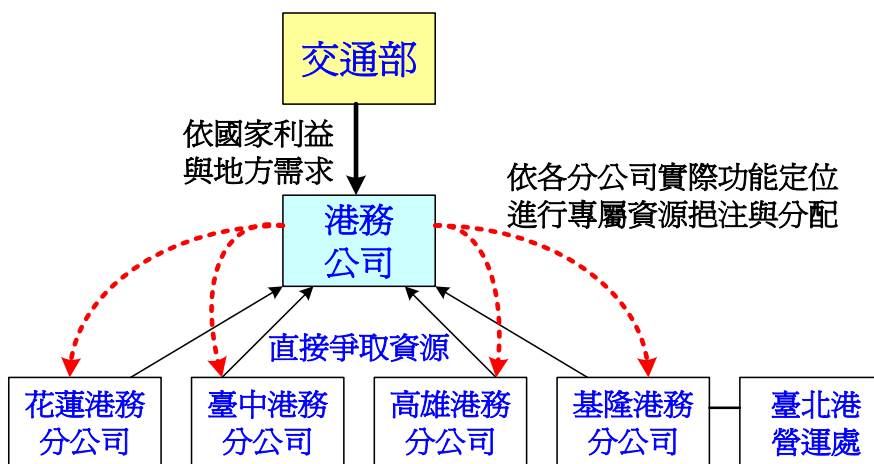 交通部
依國家利益
與地方需求
依各分公司實際功能定位
進行專屬資源挹注與分配
港務
公司
直接爭取資源
花蓮港務
分公司
臺中港務
分公司
高雄港務
分公司
基隆港務
分公司
臺北港
營運處